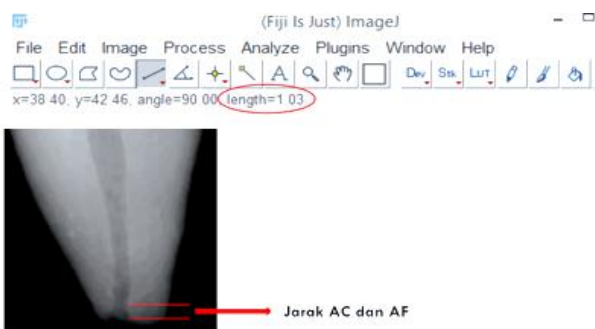 (Fiji Is Just) ImageJ
File Edit Image Process Analyze Plugins Window Help
A Dev Stk LUT
x=38 40, y=42 46, angle=90 00, length=1 03
Jarak AC dan AF